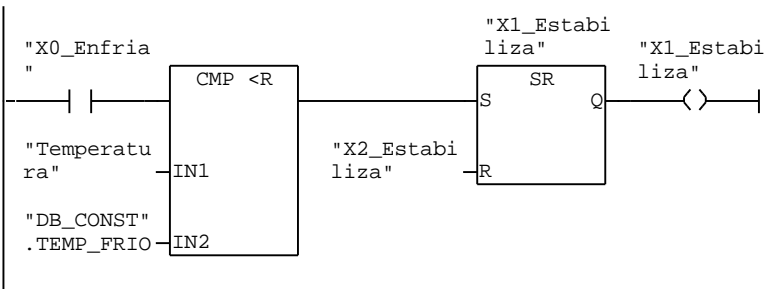 "X1_Estabi
liza"
"X1_Estabi
liza"
"X0_Enfria
"
CMP <R
SR
S
Q
"Temperatu
ra"
IN1
"X2_Estabi
liza"
R
"DB_CONST"
.TEMP_FRIO
IN2